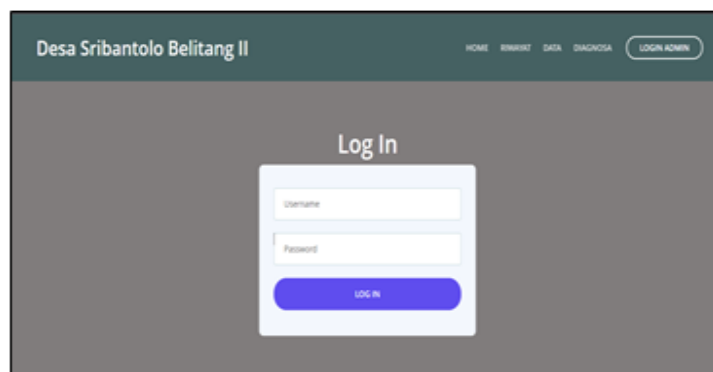 Desa Sribantolo Belitang II
HOME RIWAYAT DATA DIAGNOSA LOGIN ADMIN
Log In
Username
Password
LOG IN